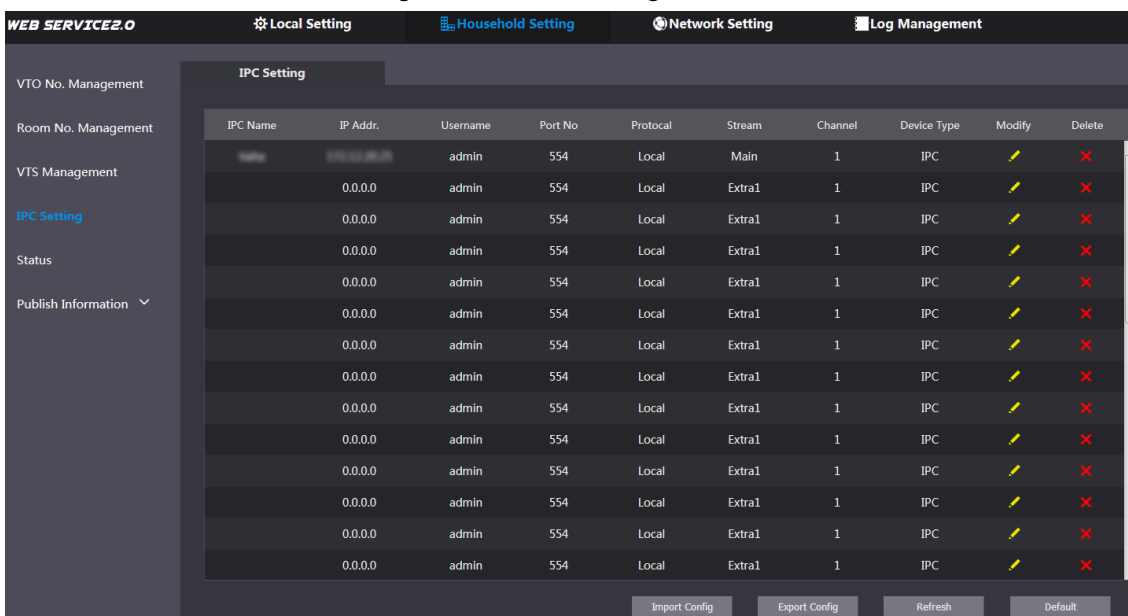 WEB SERVICE2.0 Local Setting Household Setting Network Setting Log Management
IPC Setting
VTO No. Management
Room No. Management
VTS Management
IPC Setting
Status
Publish Information
IPC Name IP Addr. Username Port No Protocal Stream Channel Device Type Modify Delete
admin 554 Local Main 1 IPC
0.0.0.0 admin 554 Local Extra1 1 IPC
0.0.0.0 admin 554 Local Extra1 1 IPC
0.0.0.0 admin 554 Local Extra1 1 IPC
0.0.0.0 admin 554 Local Extra1 1 IPC
0.0.0.0 admin 554 Local Extra1 1 IPC
0.0.0.0 admin 554 Local Extra1 1 IPC
0.0.0.0 admin 554 Local Extra1 1 IPC
0.0.0.0 admin 554 Local Extra1 1 IPC
0.0.0.0 admin 554 Local Extra1 1 IPC
0.0.0.0 admin 554 Local Extra1 1 IPC
0.0.0.0 admin 554 Local Extra1 1 IPC
0.0.0.0 admin 554 Local Extra1 1 IPC
0.0.0.0 admin 554 Local Extra1 1 IPC
Import Config Export Config Refresh Default